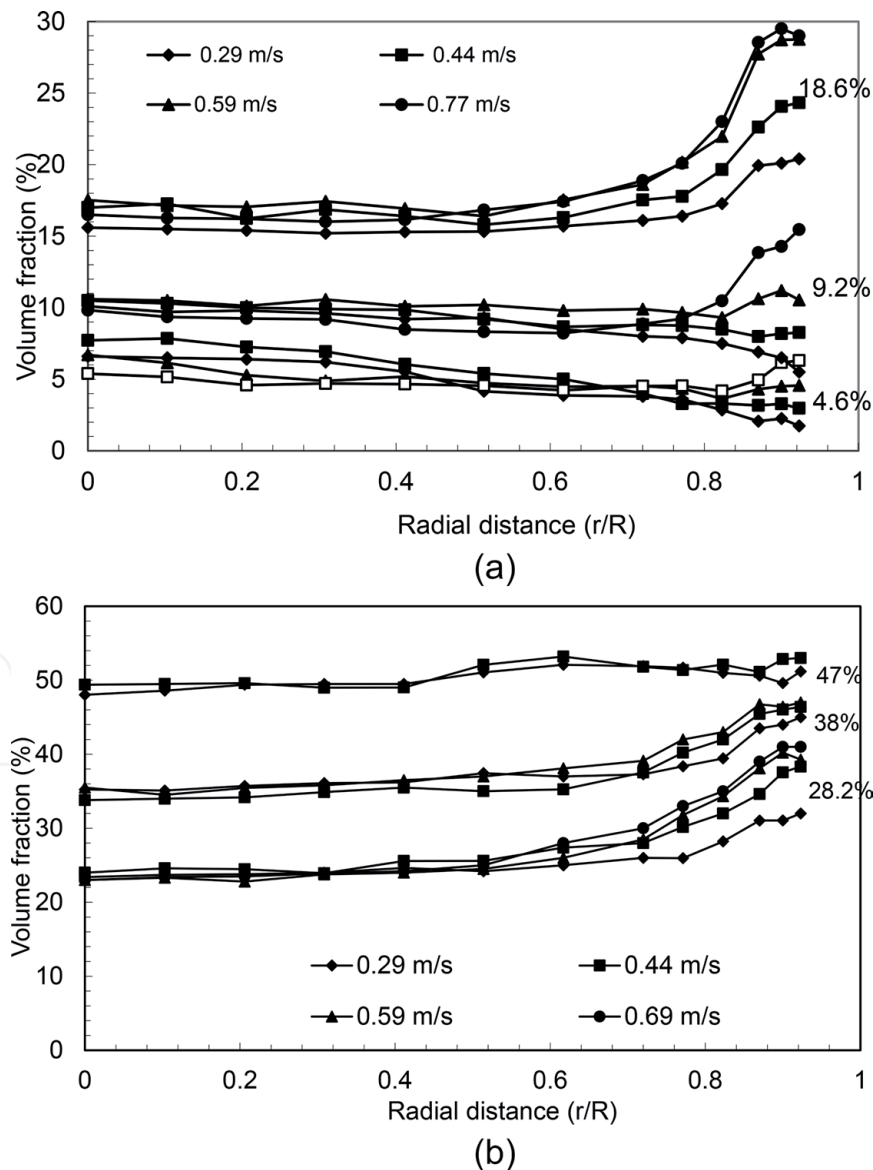 30
25
20
15
10
5
0
Volume fraction (%)
0.29 m/s 0.44 m/s
0.59 m/s 0.77 m/s
18.6%
9.2%
4.6%
0 0.2 0.4 0.6 0.8 1
Radial distance (r/R)
(a)
60
50
40
30
20
10
0
Volume fraction (%)
47%
38%
28.2%
0.29 m/s 0.44 m/s
0.59 m/s 0.69 m/s
0 0.2 0.4 0.6 0.8 1
Radial distance (r/R)
(b)